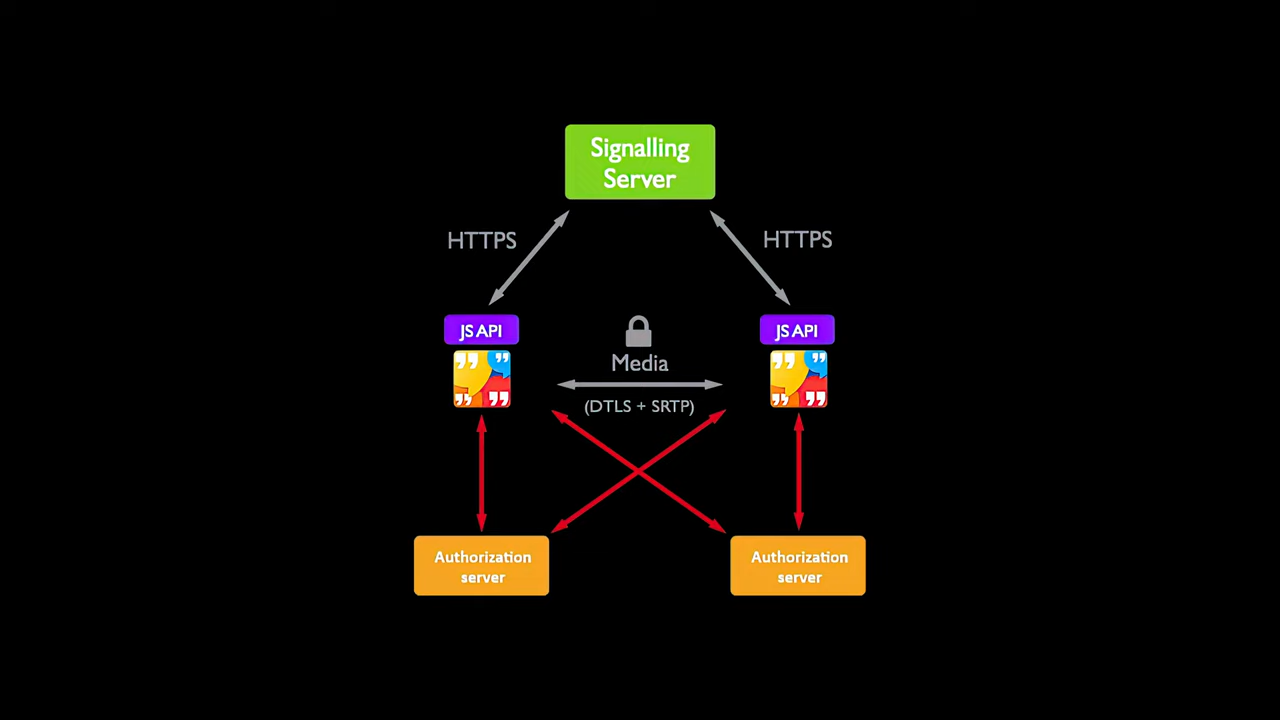 Signalling
Server
HTTPS
HTTPS
JS API
JS API
Media
(DTLS + SRTP)
Authorization
server
Authorization
server